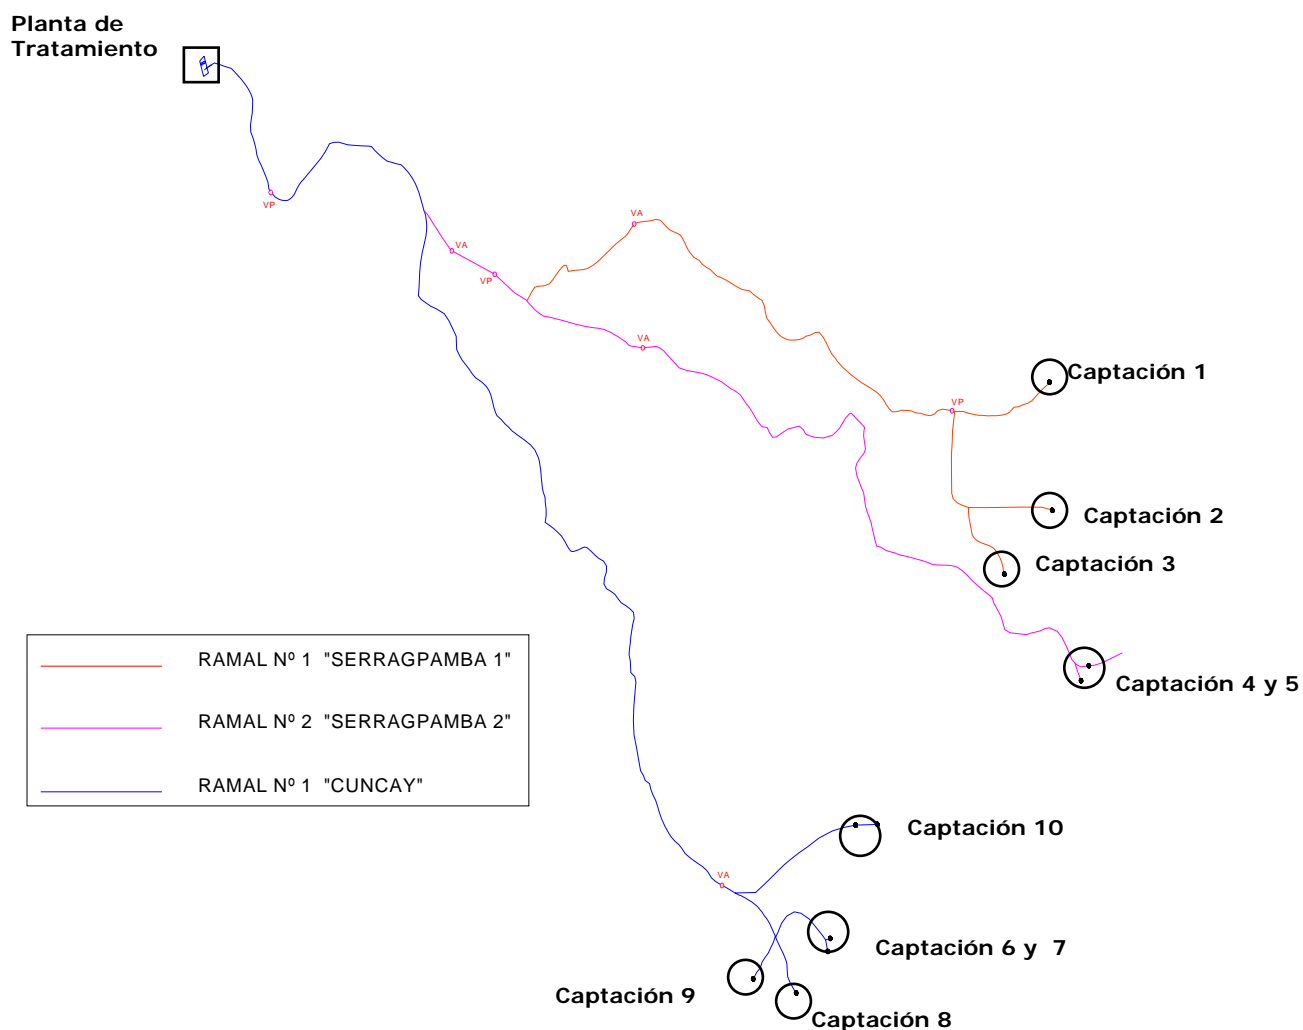 Planta de
Tratamiento
VP
VA
VP
VA
VA
VP
Captación 1
Captación 2
Captación 3
Captación 4 y 5
RAMAL Nº 1 "SERRAGPAMBA 1"
RAMAL Nº 2 "SERRAGPAMBA 2"
RAMAL Nº 1 "CUNCAY"
Captación 10
VA
Captación 6 y 7
Captación 9
Captación 8